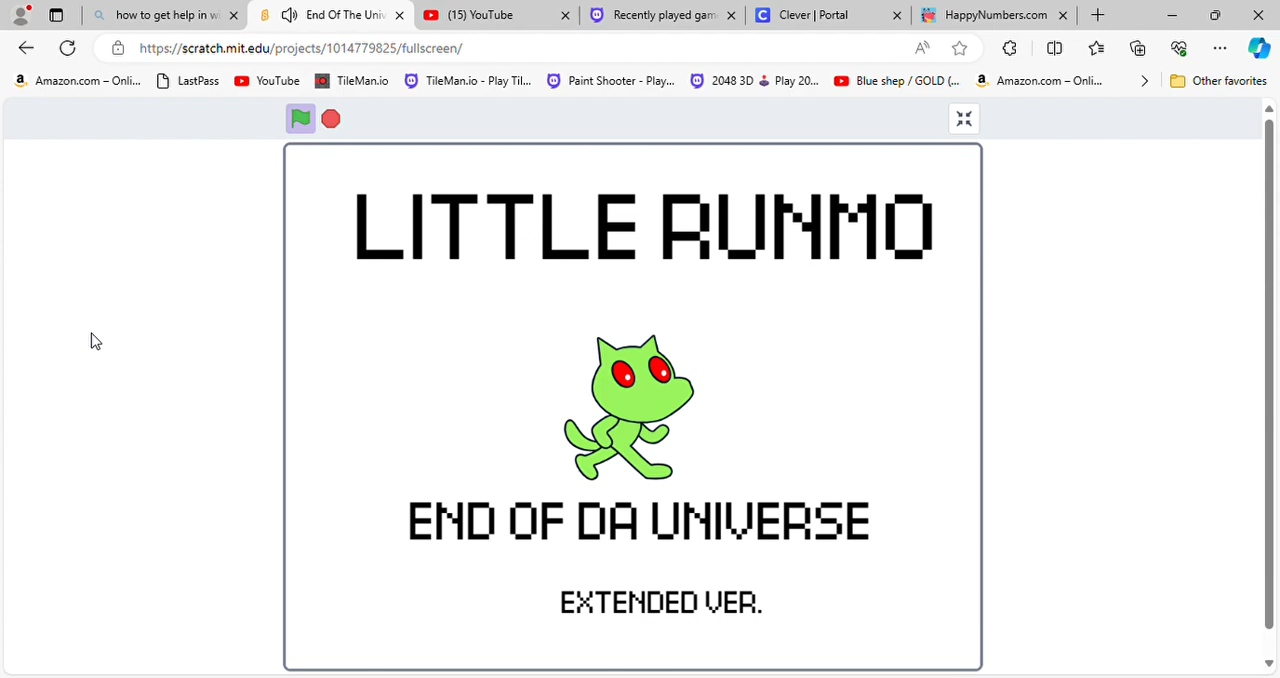 how to get help in wi
End Of The Univ
(15) YouTube
Recently played gam
Clever | Portal
HappyNumbers.com
https://scratch.mit.edu/projects/1014779825/fullscreen/
Amazon.com – Onli...
LastPass
YouTube
TileMan.io
TileMan.io - Play Til...
Paint Shooter - Play...
2048 3D 🕹️ Play 20...
Blue shep / GOLD (...
Amazon.com – Onli...
Other favorites
LITTLE RUNMO
END OF DA UNIVERSE
EXTENDED VER.